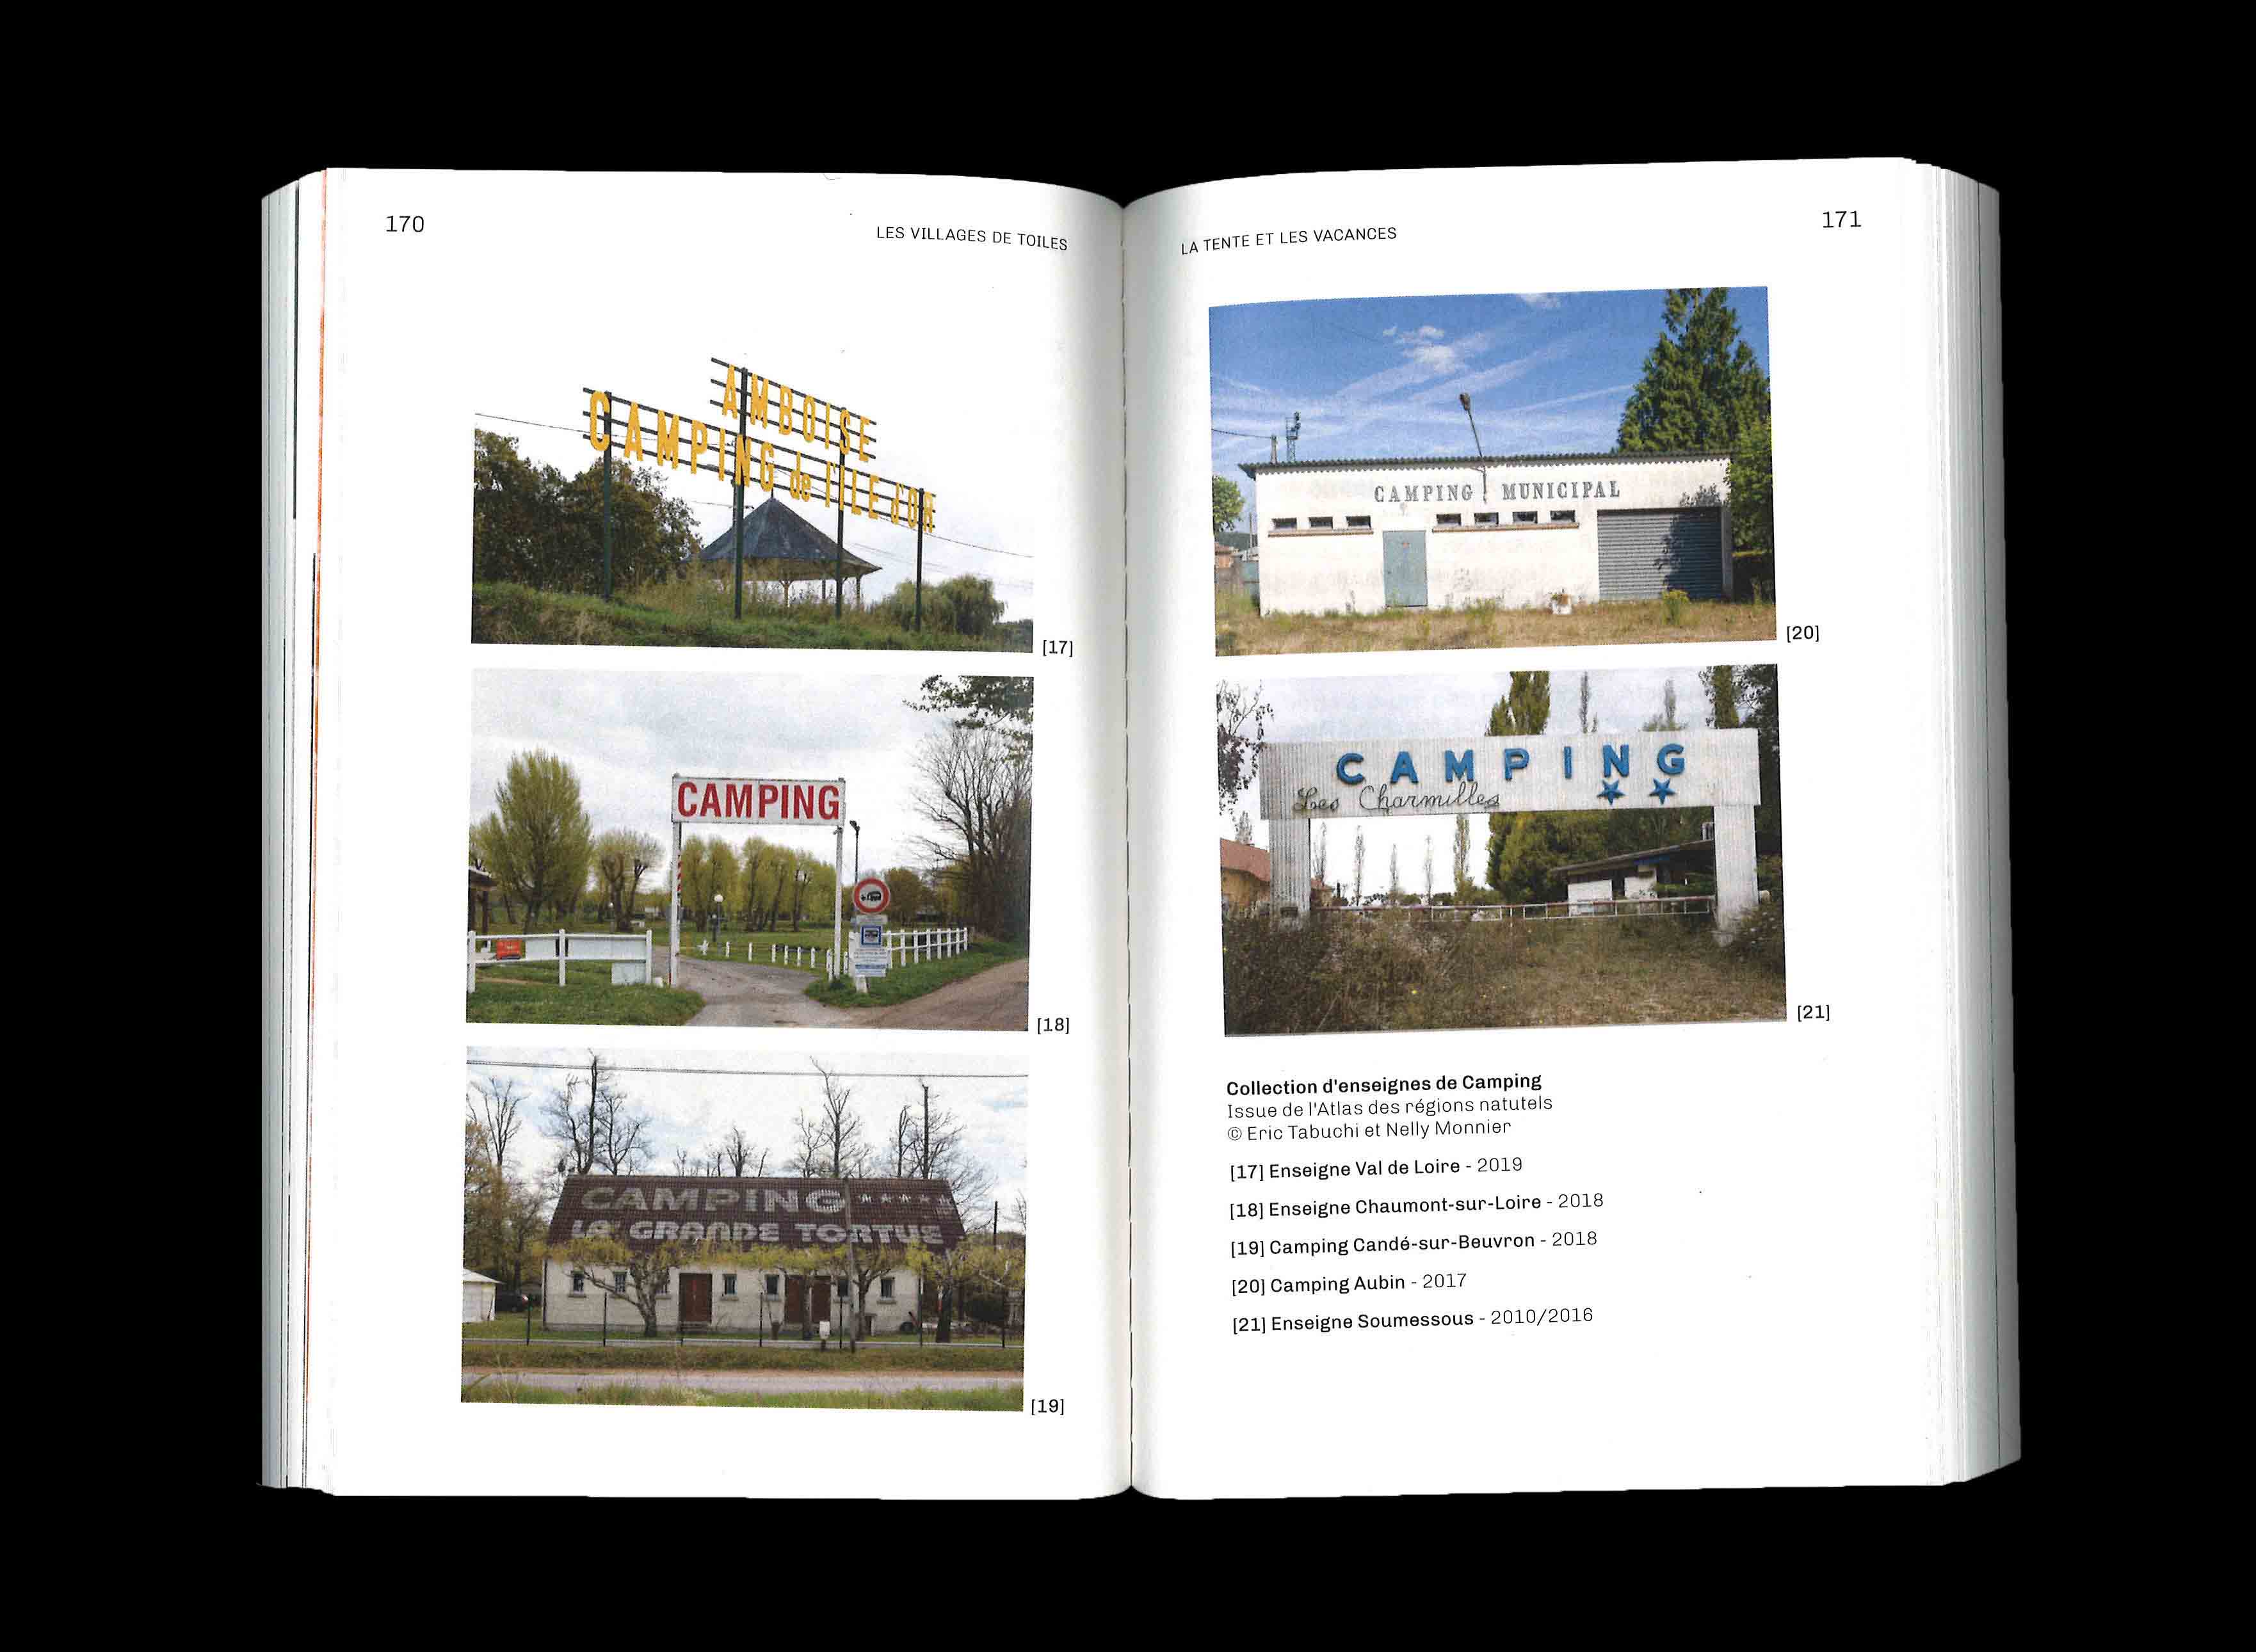 170
LES VILLAGES DE TOILES
AMBOISE
CAMPING de l'ILE d'OR
[17]
CAMPING
[18]
CAMPING ★★★★★
LA GRANDE TORTUE
[19]
LA TENTE ET LES VACANCES
171
CAMPING MUNICIPAL
[20]
CAMPING
Les Charmilles ★★
[21]
Collection d'enseignes de Camping
Issue de l'Atlas des régions natutels
© Eric Tabuchi et Nelly Monnier
[17] Enseigne Val de Loire - 2019
[18] Enseigne Chaumont-sur-Loire - 2018
[19] Camping Candé-sur-Beuvron - 2018
[20] Camping Aubin - 2017
[21] Enseigne Soumessous - 2010/2016